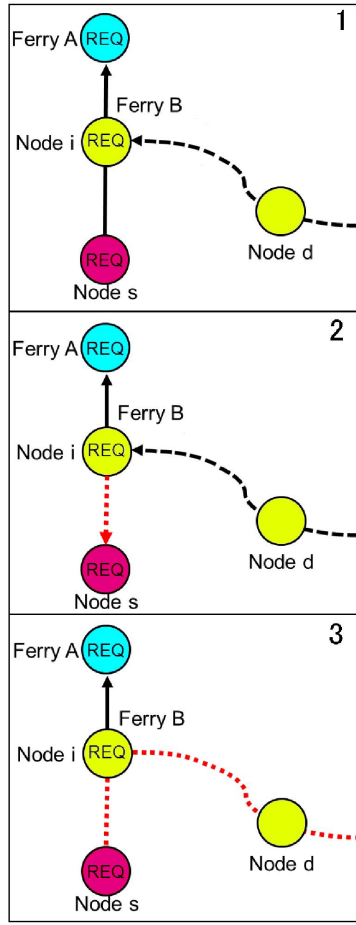 1
Ferry A REQ
Ferry B
Node i REQ
Node d
REQ
Node s
2
Ferry A REQ
Ferry B
Node i REQ
Node d
REQ
Node s
3
Ferry A REQ
Ferry B
Node i REQ
Node d
REQ
Node s